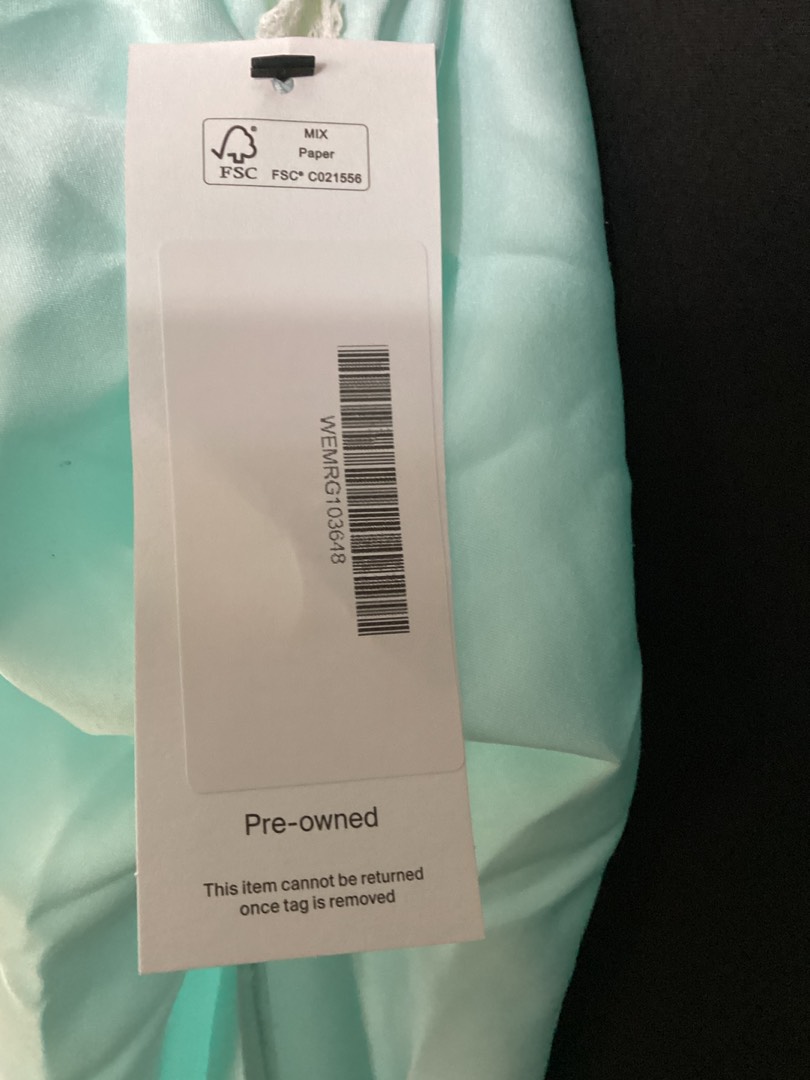 MIX
Paper
FSC® FSC® C021556
WEMRG103648
Pre-owned
This item cannot be returned
once tag is removed